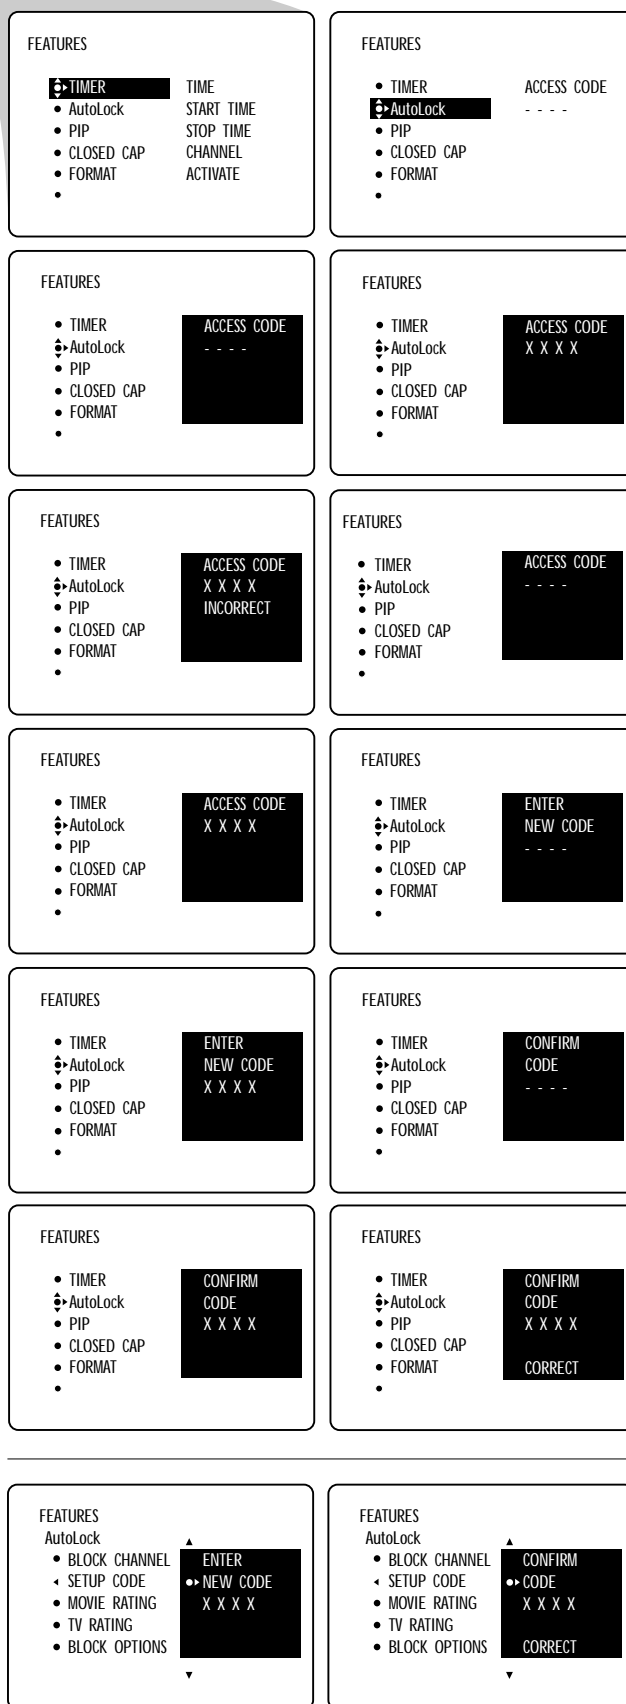 FEATURES
TIMER TIME
AutoLock START TIME
PIP STOP TIME
CLOSED CAP CHANNEL
FORMAT ACTIVATE
FEATURES
TIMER ACCESS CODE
AutoLock - - - -
PIP
CLOSED CAP
FORMAT
FEATURES
TIMER ACCESS CODE
AutoLock - - - -
PIP
CLOSED CAP
FORMAT
FEATURES
TIMER ACCESS CODE
AutoLock X X X X
PIP
CLOSED CAP
FORMAT
FEATURES
TIMER ACCESS CODE
AutoLock X X X X
PIP INCORRECT
CLOSED CAP
FORMAT
FEATURES
TIMER ACCESS CODE
AutoLock - - - -
PIP
CLOSED CAP
FORMAT
FEATURES
TIMER ACCESS CODE
AutoLock X X X X
PIP
CLOSED CAP
FORMAT
FEATURES
TIMER ENTER
AutoLock NEW CODE
PIP - - - -
CLOSED CAP
FORMAT
FEATURES
TIMER ENTER
AutoLock NEW CODE
PIP X X X X
CLOSED CAP
FORMAT
FEATURES
TIMER CONFIRM
AutoLock CODE
PIP - - - -
CLOSED CAP
FORMAT
FEATURES
TIMER CONFIRM
AutoLock CODE
PIP X X X X
CLOSED CAP
FORMAT
FEATURES
TIMER CONFIRM
AutoLock CODE
PIP X X X X
CLOSED CAP
FORMAT CORRECT
FEATURES
AutoLock
BLOCK CHANNEL ENTER
SETUP CODE NEW CODE
MOVIE RATING X X X X
TV RATING
BLOCK OPTIONS
FEATURES
AutoLock
BLOCK CHANNEL CONFIRM
SETUP CODE CODE
MOVIE RATING X X X X
TV RATING
BLOCK OPTIONS CORRECT